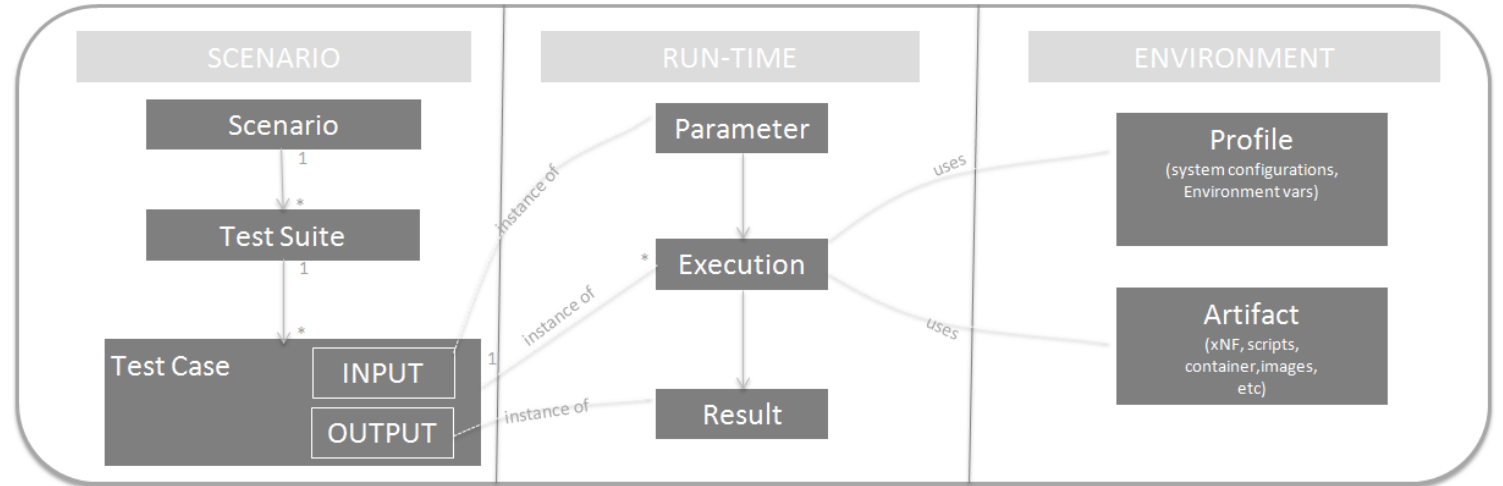 SCENARIO
Scenario
1
*
Test Suite
1
*
Test Case
INPUT
OUTPUT
1
instance of
instance of
instance of
RUN-TIME
Parameter
*
Execution
Result
uses
uses
ENVIRONMENT
Profile
(system configurations,
Environment vars)
Artifact
(xNF, scripts,
container,images,
etc)